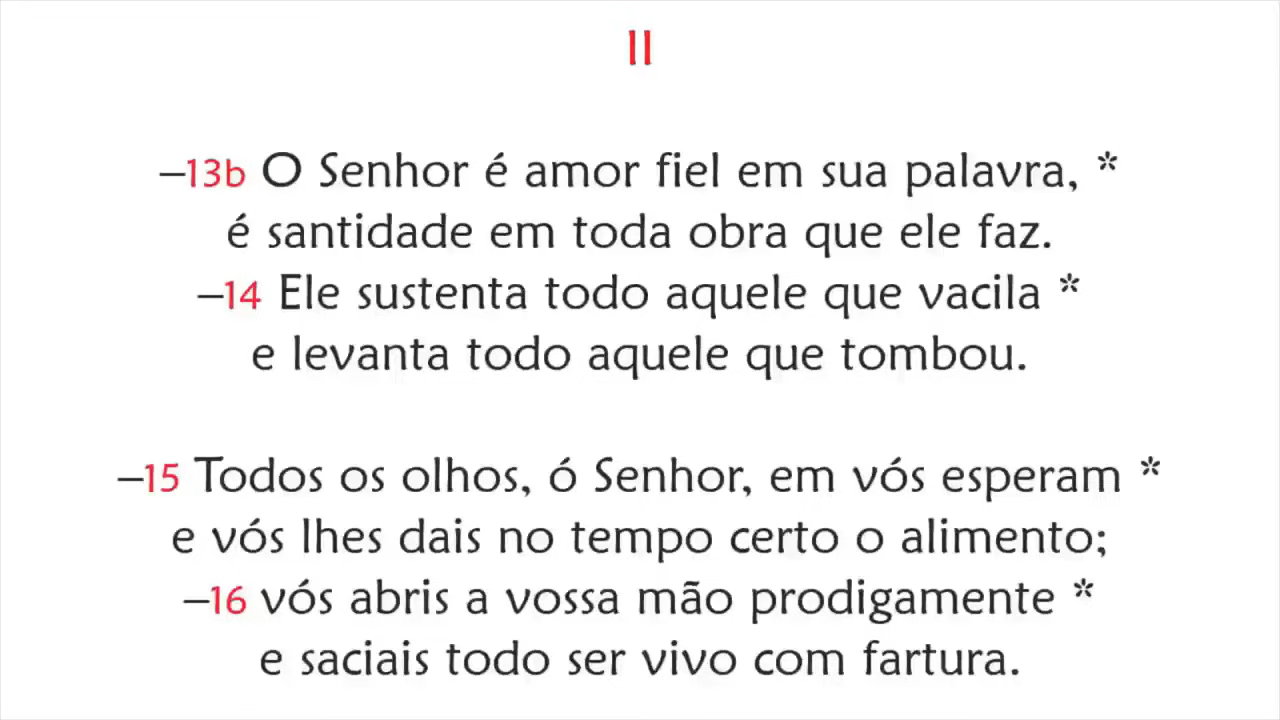 II
–13b O Senhor é amor fiel em sua palavra, *
é santidade em toda obra que ele faz.
–14 Ele sustenta todo aquele que vacila *
e levanta todo aquele que tombou.
–15 Todos os olhos, ó Senhor, em vós esperam *
e vós lhes dais no tempo certo o alimento;
–16 vós abris a vossa mão prodigamente *
e saciais todo ser vivo com fartura.